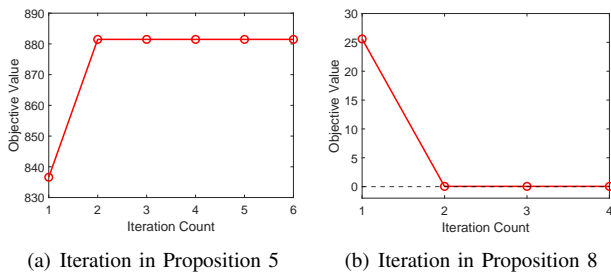 890
880
870
860
850
840
830
Objective Value
1 2 3 4 5 6
Iteration Count
(a) Iteration in Proposition 5
30
25
20
15
10
5
0
Objective Value
1 2 3 4
Iteration Count
(b) Iteration in Proposition 8